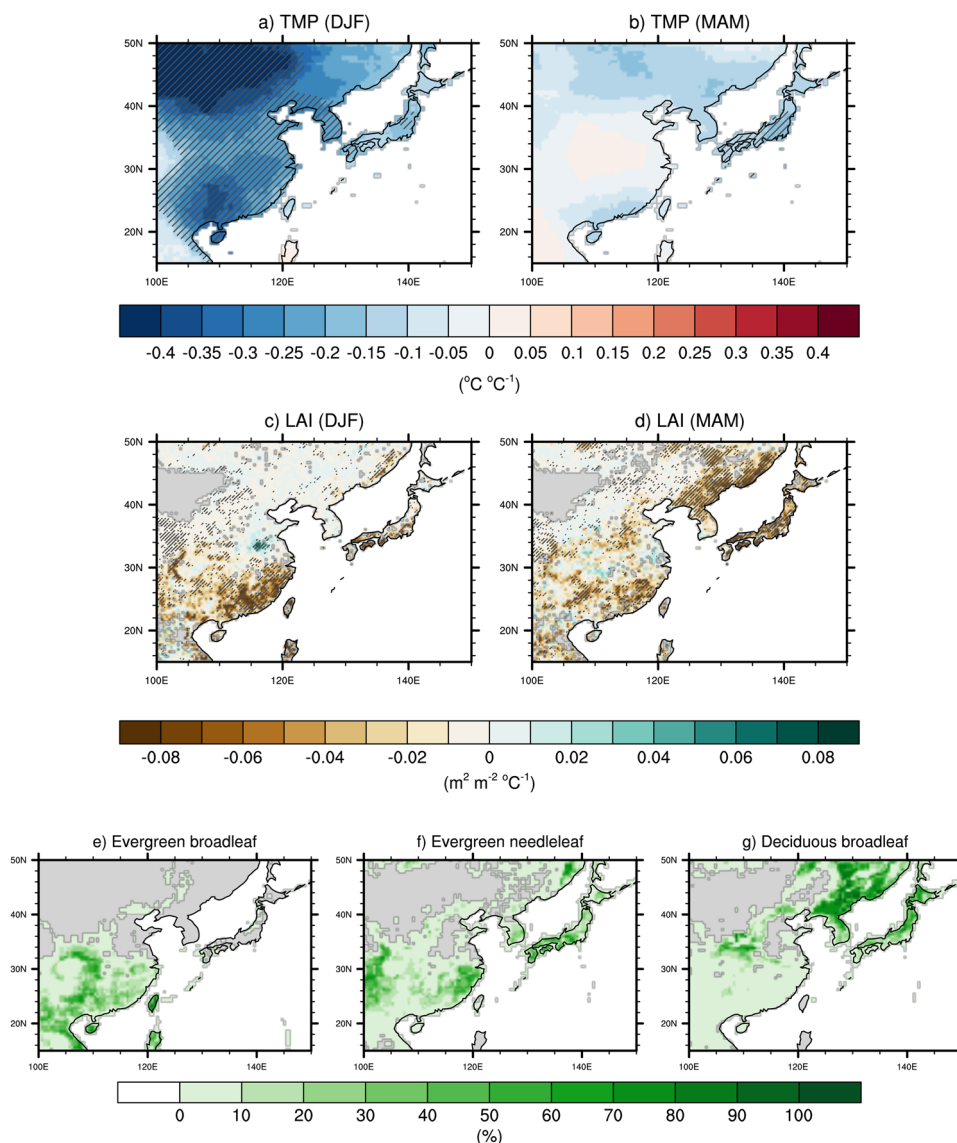 a) TMP (DJF) b) TMP (MAM)
50N 50N
40N 40N
30N 30N
20N 20N
100E 120E 140E 100E 120E 140E
-0.4 -0.35 -0.25 -0.2 -0.15 -0.1 -0.05 0 0.05 0.1 0.15 0.2 0.25 0.3 0.35 0.4
(°C °C⁻¹)
c) LAI (DJF) d) LAI (MAM)
50N 50N
40N 40N
30N 30N
20N 20N
100E 120E 140E 100E 120E 140E
-0.08 -0.06 -0.04 -0.02 0 0.02 0.04 0.06 0.08
(m² m⁻² °C⁻¹)
e) Evergreen broadleaf f) Evergreen needleleaf g) Deciduous broadleaf
50N 50N 50N
40N 40N 40N
30N 30N 30N
20N 20N 20N
100E 120E 140E 100E 120E 140E 100E 120E 140E
0 10 20 30 40 50 60 70 80 90 100
(%)